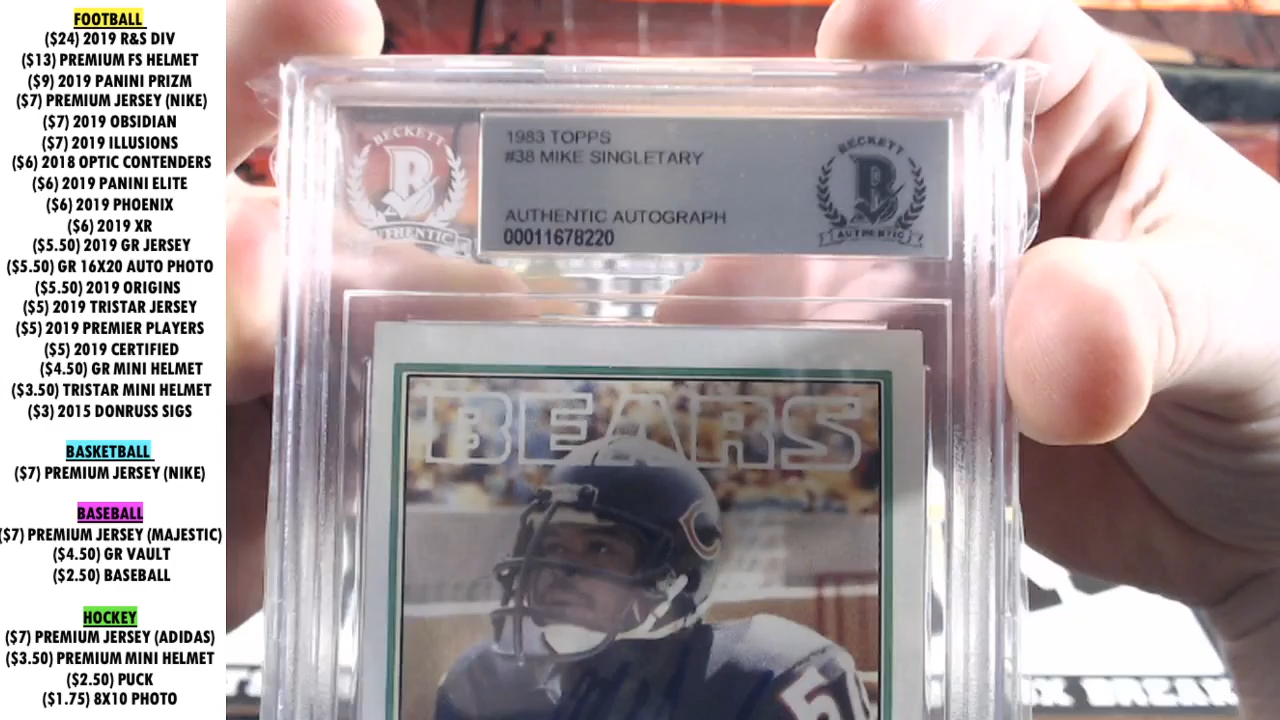 FOOTBALL
($24) 2019 R&S DIV
($13) PREMIUM FS HELMET
($9) 2019 PANINI PRIZM
($7) PREMIUM JERSEY (NIKE)
($7) 2019 OBSIDIAN
($7) 2019 ILLUSIONS
($6) 2018 OPTIC CONTENDERS
($6) 2019 PANINI ELITE
($6) 2019 PHOENIX
($6) 2019 XR
($5.50) 2019 GR JERSEY
($5.50) GR 16X20 AUTO PHOTO
($5.50) 2019 ORIGINS
($5) 2019 TRISTAR JERSEY
($5) 2019 PREMIER PLAYERS
($5) 2019 CERTIFIED
($4.50) GR MINI HELMET
($3.50) TRISTAR MINI HELMET
($3) 2015 DONRUSS SIGS
BASKETBALL
($7) PREMIUM JERSEY (NIKE)
BASEBALL
($7) PREMIUM JERSEY (MAJESTIC)
($4.50) GR VAULT
($2.50) BASEBALL
HOCKEY
($7) PREMIUM JERSEY (ADIDAS)
($3.50) PREMIUM MINI HELMET
($2.50) PUCK
($1.75) 8X10 PHOTO
BECKETT
B
AUTHENTIC
1983 TOPPS
#38 MIKE SINGLETARY
AUTHENTIC AUTOGRAPH
00011678220
BECKETT
B
AUTHENTIC
BEARS
C
5
BREAK